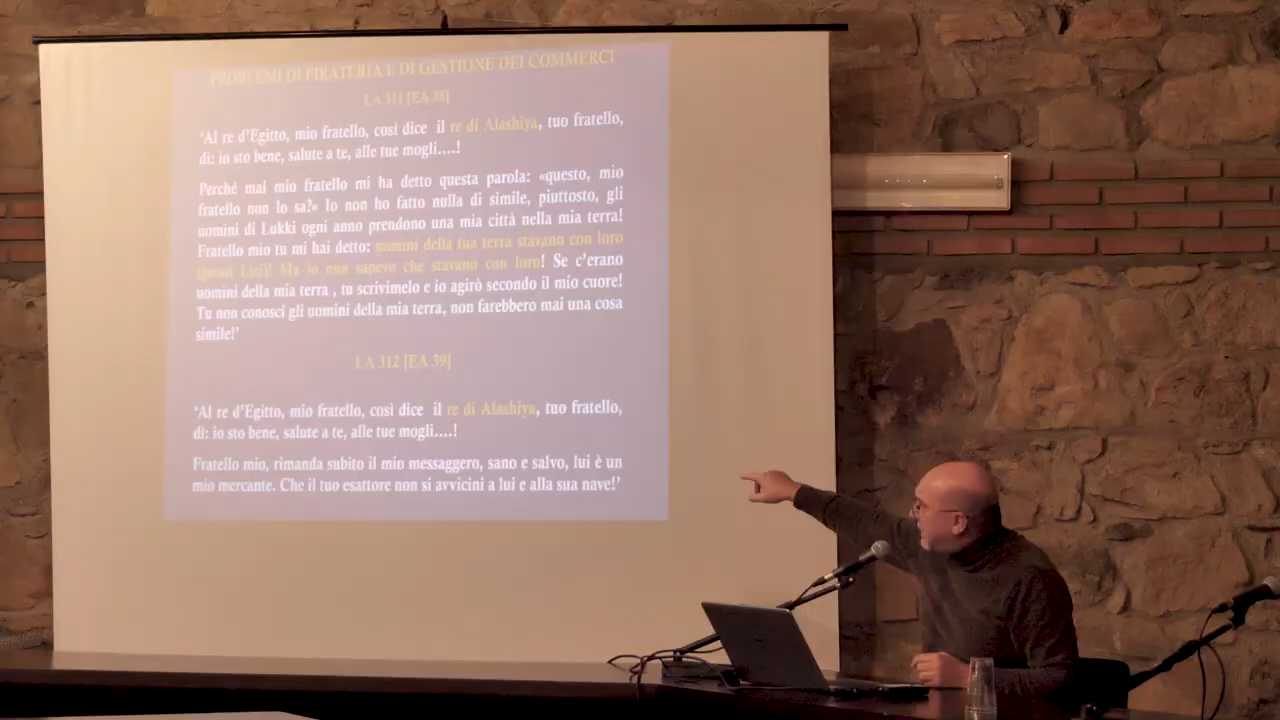 PROBLEMI DI PIRATERIA E DI GESTIONE DEI COMMERCI
LA 311 [EA 38]
‘Al re d’Egitto, mio fratello, così dice il re di Alashiya, tuo fratello,
di: io sto bene, salute a te, alle tue mogli….!
Perché mai mio fratello mi ha detto questa parola: «questo, mio
fratello non lo sa?» Io non ho fatto nulla di simile, piuttosto, gli
uomini di Lukki ogni anno prendono una mia città nella mia terra!
Fratello mio tu mi hai detto: uomini della tua terra stavano con loro
Ma io non sapevo che stavano con loro! Se c’erano
uomini della mia terra , tu scrivimelo e io agirò secondo il mio cuore!
Tu non conosci gli uomini della mia terra, non farebbero mai una cosa
simile!’
LA 312 [EA 39]
‘Al re d’Egitto, mio fratello, così dice il re di Alashiya, tuo fratello,
di: io sto bene, salute a te, alle tue mogli….!
Fratello mio, rimanda subito il mio messaggero, sano e salvo, lui è un
mio mercante. Che il tuo esattore non si avvicini a lui e alla sua nave!’